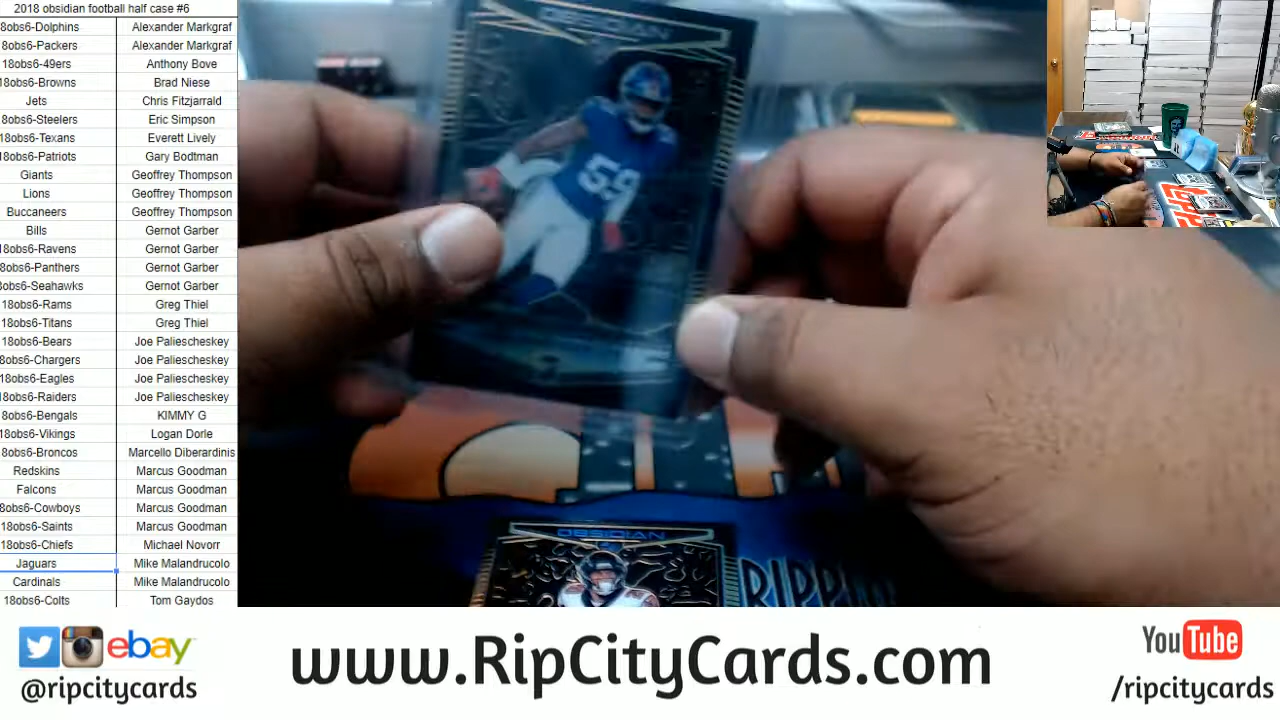 2018 obsidian football half case #6
8obs6-Dolphins Alexander Markgraf
8obs6-Packers Alexander Markgraf
18obs6-49ers Anthony Bove
18obs6-Browns Brad Niese
Jets Chris Fitzjarrald
8obs6-Steelers Eric Simpson
18obs6-Texans Everett Lively
18obs6-Patriots Gary Bodtman
Giants Geoffrey Thompson
Lions Geoffrey Thompson
Buccaneers Geoffrey Thompson
Bills Gernot Garber
8obs6-Ravens Gernot Garber
8obs6-Panthers Gernot Garber
8obs6-Seahawks Gernot Garber
18obs6-Rams Greg Thiel
18obs6-Titans Greg Thiel
18obs6-Bears Joe Paliescheskey
8obs6-Chargers Joe Paliescheskey
18obs6-Eagles Joe Paliescheskey
18obs6-Raiders Joe Paliescheskey
8obs6-Bengals KIMMY G
18obs6-Vikings Logan Dorle
8obs6-Broncos Marcello Diberardinis
Redskins Marcus Goodman
Falcons Marcus Goodman
8obs6-Cowboys Marcus Goodman
18obs6-Saints Marcus Goodman
18obs6-Chiefs Michael Novorr
Jaguars Mike Malandrucolo
Cardinals Mike Malandrucolo
18obs6-Colts Tom Gaydos
OBSIDIAN
59
OBSIDIAN
ebay
@ripcitycards
www.RipCityCards.com
YouTube
/ripcitycards